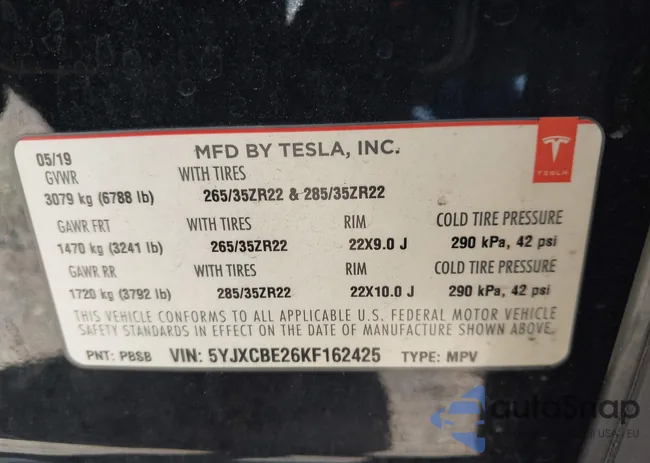 05/19 MFD BY TESLA, INC.
GVWR WITH TIRES
3079 kg (6788 lb) 265/35ZR22 & 285/35ZR22
GAWR FRT WITH TIRES RIM COLD TIRE PRESSURE
1470 kg (3241 lb) 265/35ZR22 22X9.0 J 290 kPa, 42 psi
GAWR RR WITH TIRES RIM COLD TIRE PRESSURE
1720 kg (3792 lb) 285/35ZR22 22X10.0 J 290 kPa, 42 psi
THIS VEHICLE CONFORMS TO ALL APPLICABLE U.S. FEDERAL MOTOR VEHICLE
SAFETY STANDARDS IN EFFECT ON THE DATE OF MANUFACTURE SHOWN ABOVE.
PNT: PBSB VIN: 5YJXCBE26KF162425 TYPE: MPV
TESLA
autoSnap
USA/EU